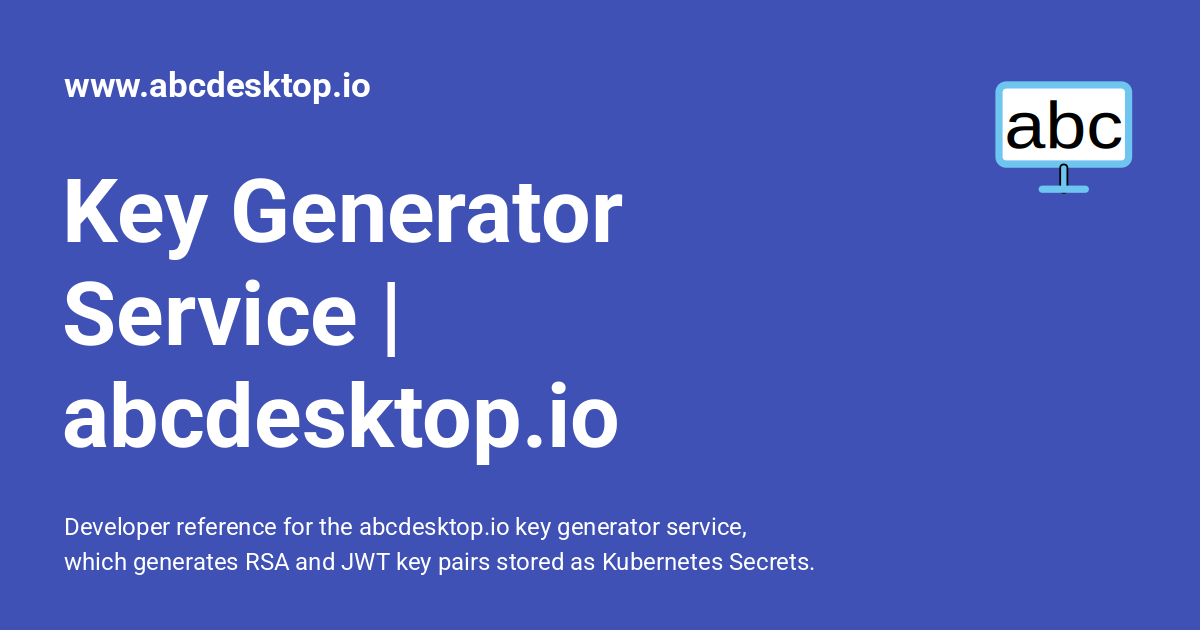 www.abcdesktop.io
abc
Key Generator
Service |
abcdesktop.io
Developer reference for the abcdesktop.io key generator service,
which generates RSA and JWT key pairs stored as Kubernetes Secrets.